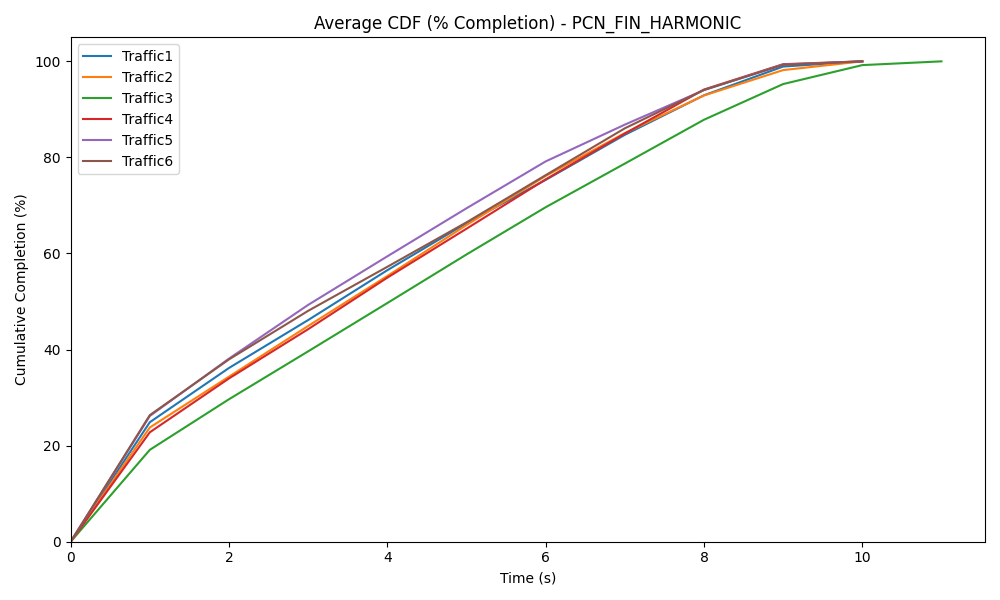 Average CDF (% Completion) - PCN_FIN_HARMONIC
Traffic1
Traffic2
Traffic3
Traffic4
Traffic5
Traffic6
Cumulative Completion (%)
100
80
60
40
20
0
0 2 4 6 8 10
Time (s)